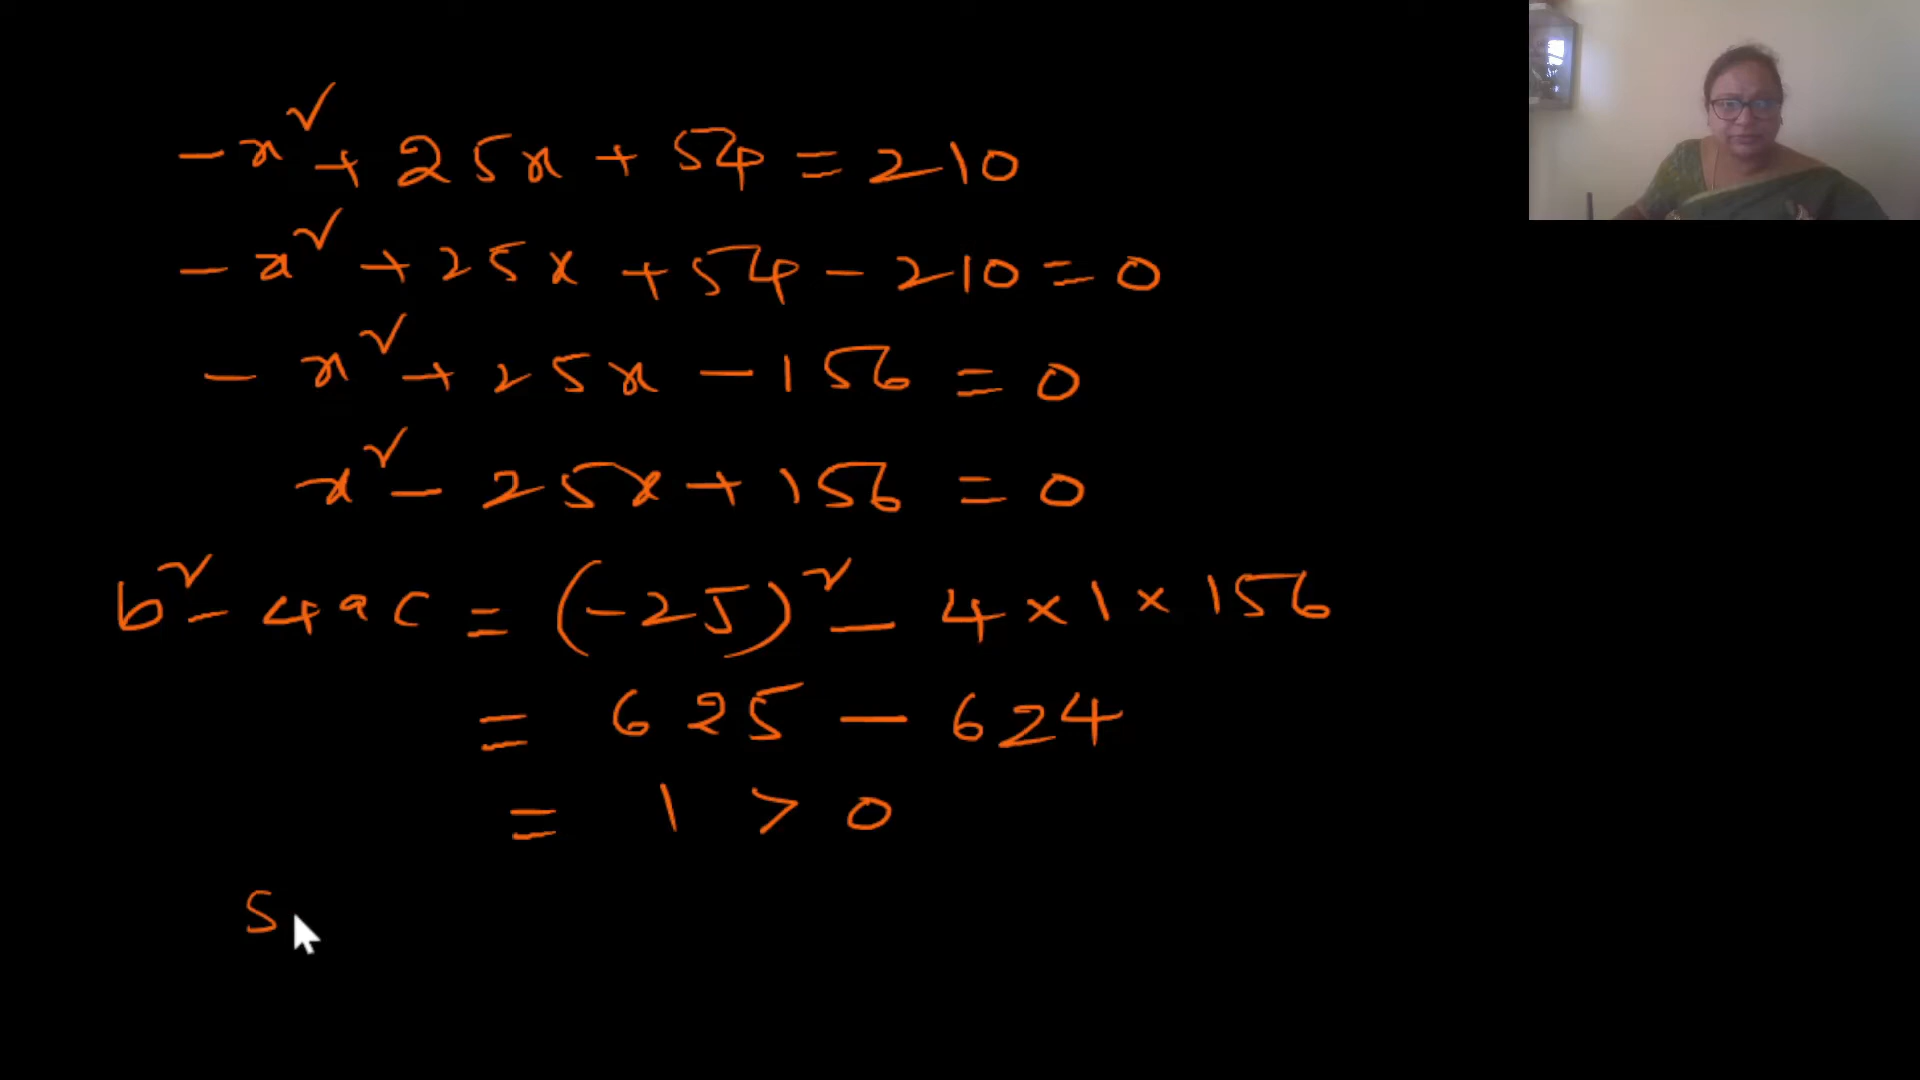 -x² + 25x + 54 = 210
-x² + 25x + 54 - 210 = 0
- x² + 25x - 156 = 0
x² - 25x + 156 = 0
b² - 4ac = (-25)² - 4 × 1 × 156
= 625 - 624
= 1 > 0
S